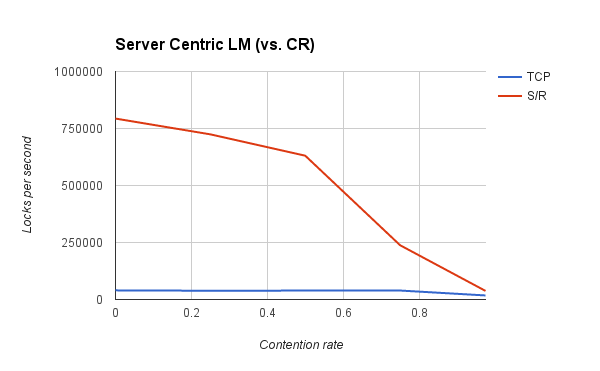 Server Centric LM (vs. CR)
1000000
750000
500000
250000
0
Locks per second
0
0.2
0.4
0.6
0.8
Contention rate
TCP
S/R